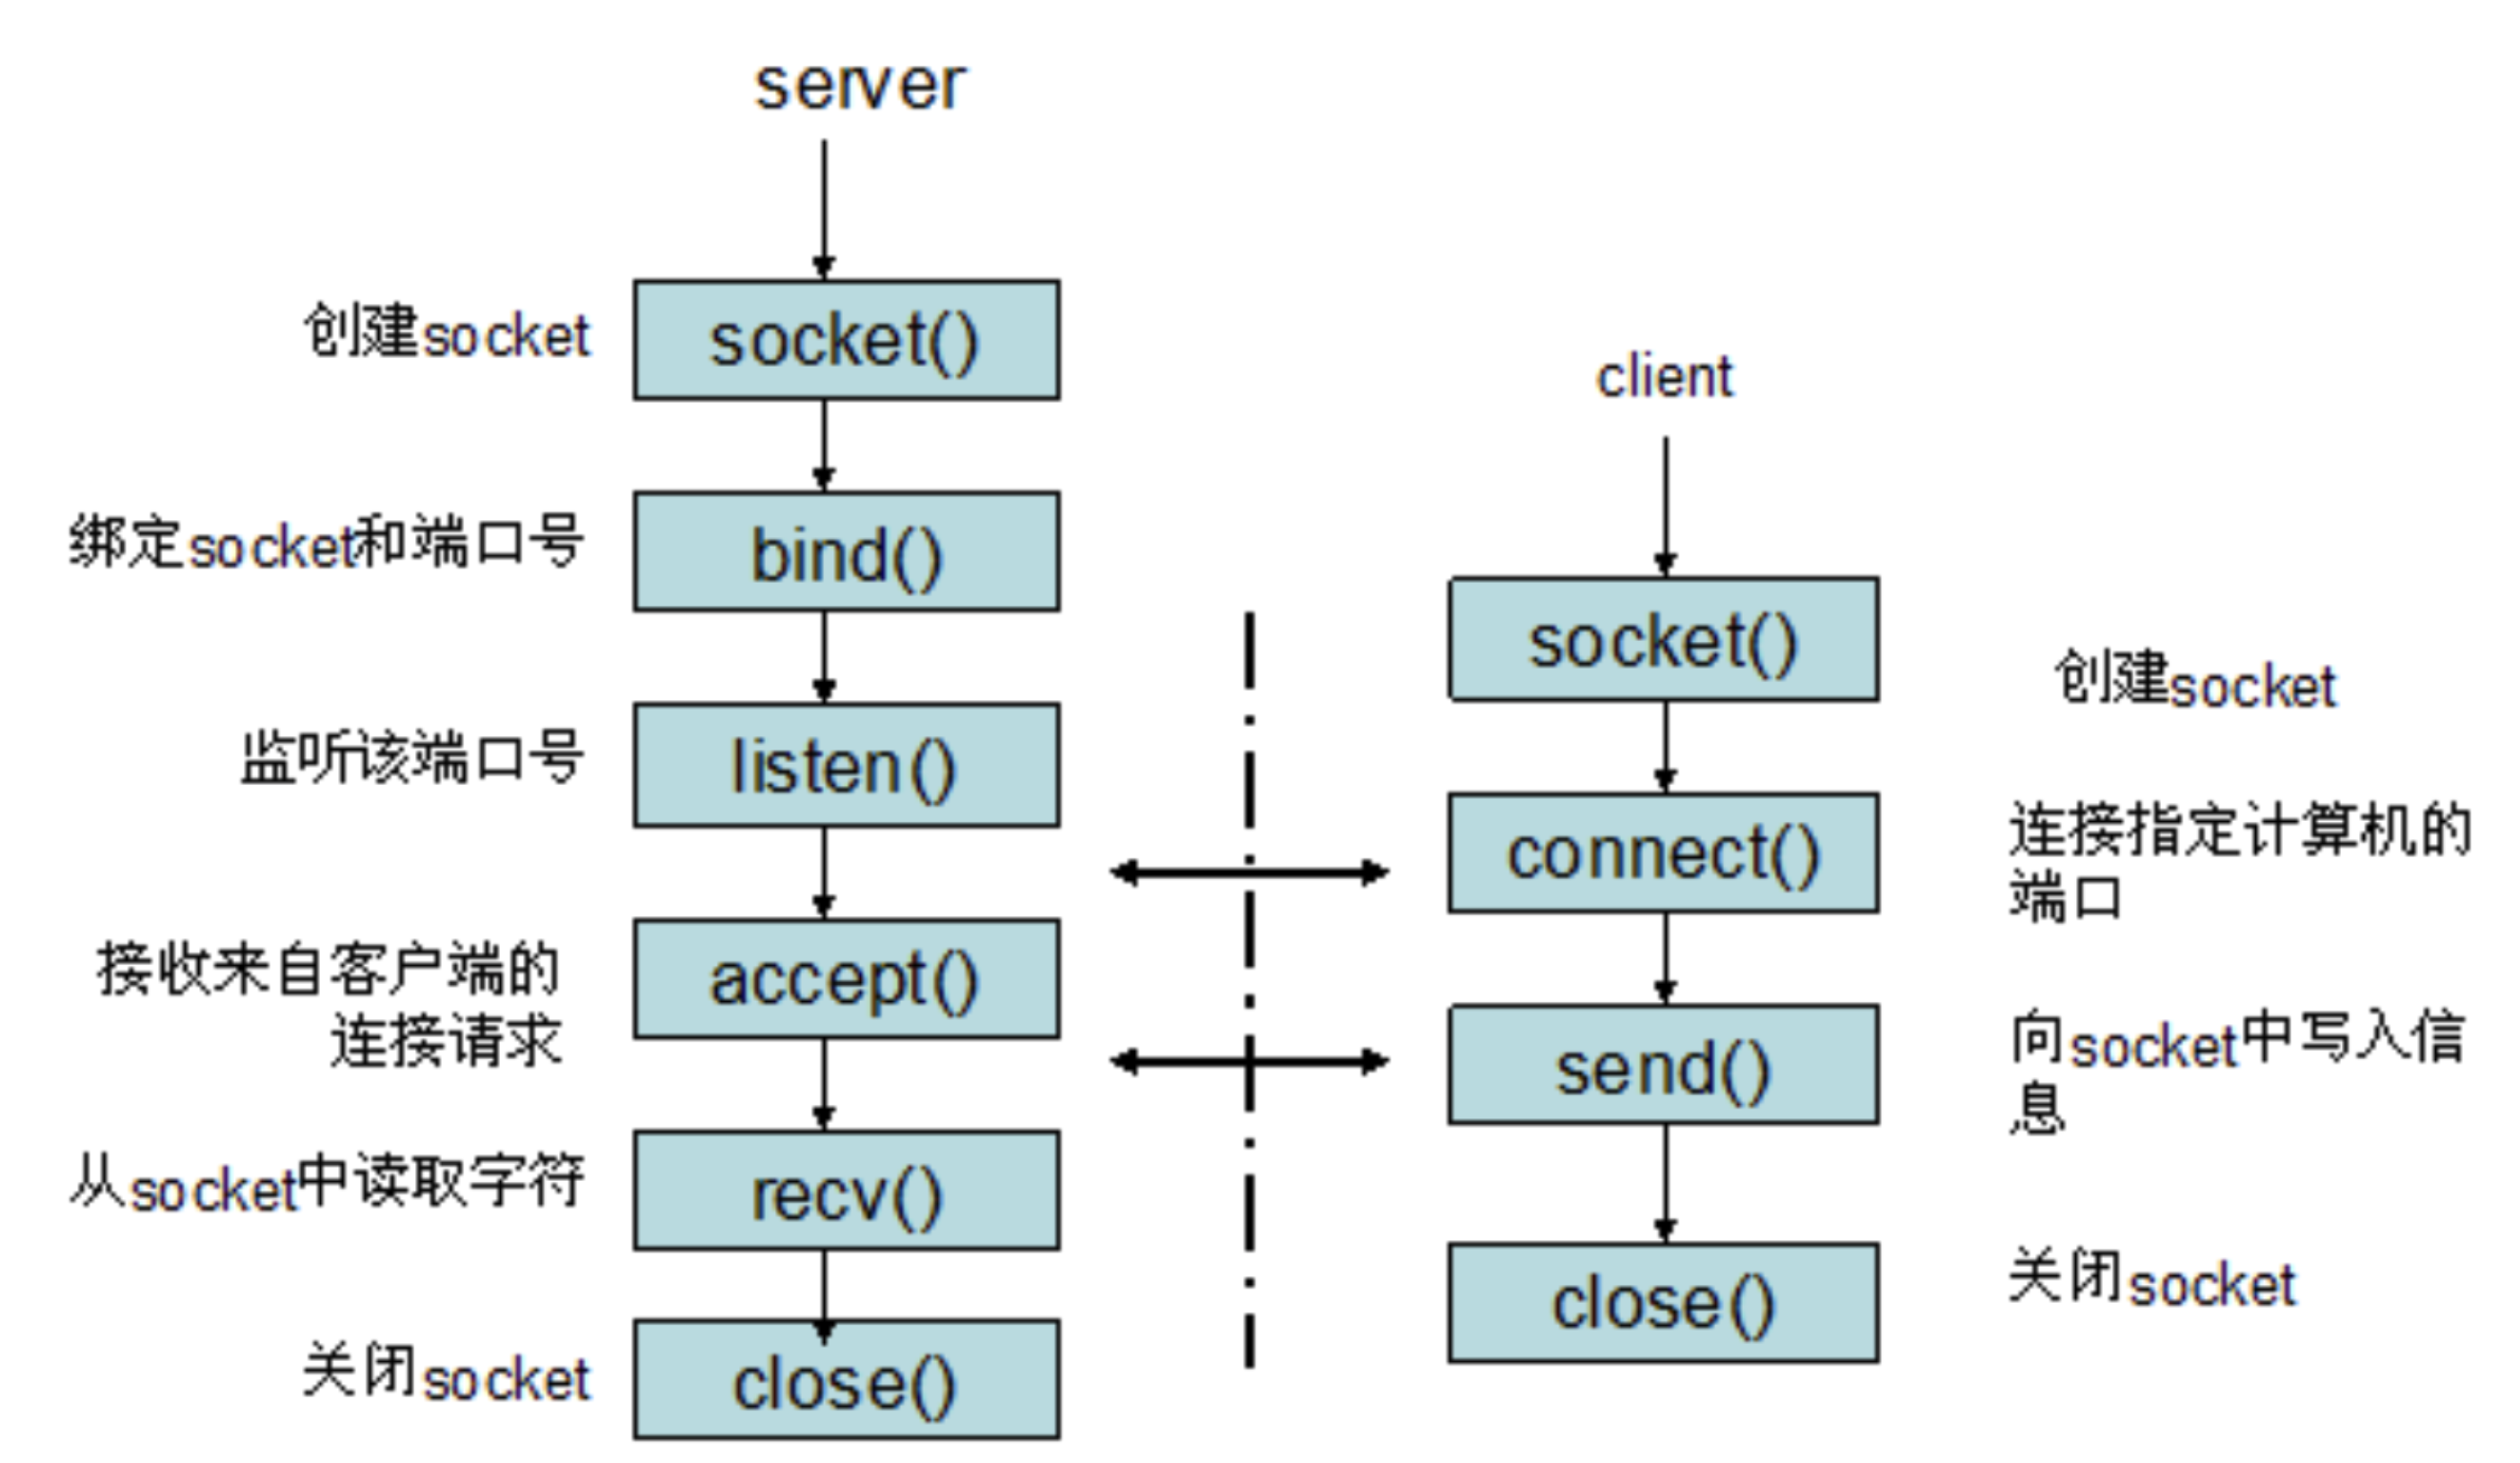 server
创建socket
socket()
绑定socket和端口号
bind()
监听该端口号
listen()
接收来自客户端的
连接请求
accept()
从socket中读取字符
recv()
关闭socket
close()
client
socket()
创建socket
connect()
连接指定计算机的
端口
send()
向socket中写入信
息
close()
关闭socket